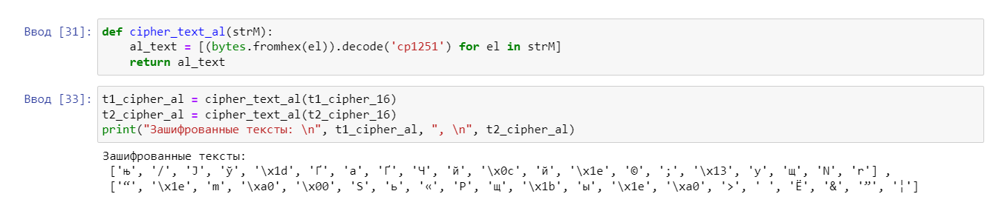 Ввод [31]: def cipher_text_al(strM):
al_text = [(bytes.fromhex(el)).decode('cp1251') for el in strM]
return al_text
Ввод [33]: t1_cipher_al = cipher_text_al(t1_cipher_16)
t2_cipher_al = cipher_text_al(t2_cipher_16)
print("Зашифрованные тексты: \n", t1_cipher_al, ", \n", t2_cipher_al)
Зашифрованные тексты:
['њ', '/', 'J', 'ў', '\x1d', 'Ґ', 'a', 'Ґ', 'Ч', 'й', '\x0c', 'й', '\x1e', '©', ';', '\x13', 'y', 'щ', 'N', 'r'] ,
['“', '\x1e', 'm', '\xa0', '\x00', 'S', 'ь', '«', 'P', 'щ', '\x1b', 'ы', '\x1e', '\xa0', '>', ' ', 'Ё', '&', '”', '¦']